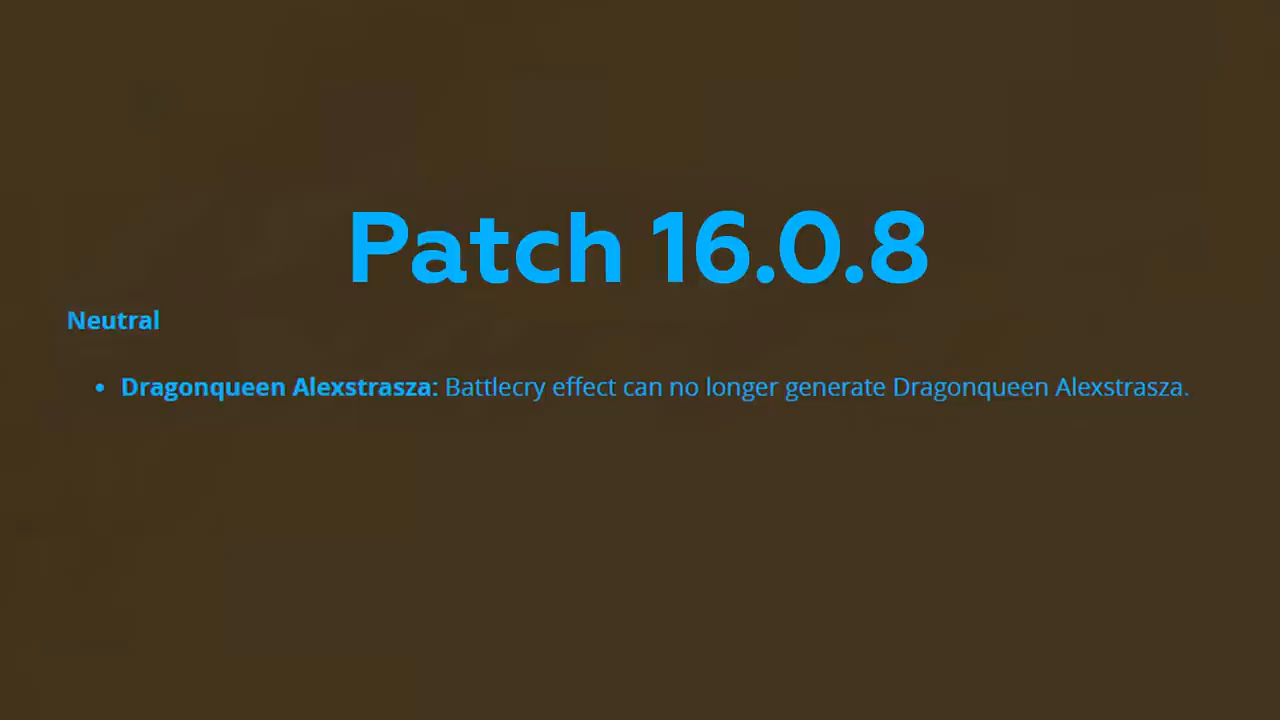 Patch 16.0.8
Neutral
• Dragonqueen Alexstrasza: Battlecry effect can no longer generate Dragonqueen Alexstrasza.